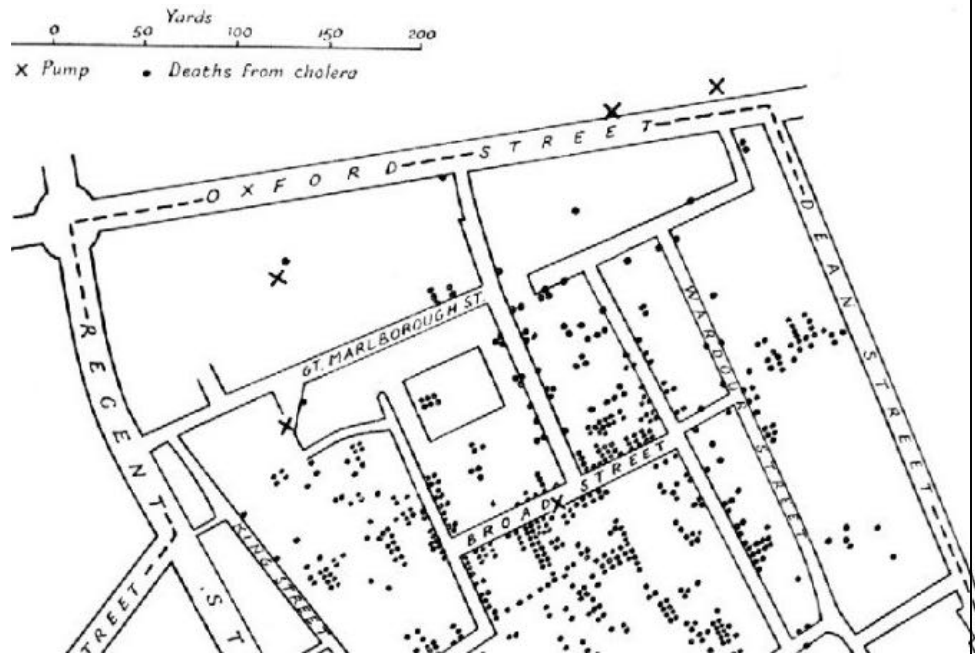 Yards
0 50 100 150 200
× Pump
• Deaths from cholera
OXFORD STREET
DEAN STREET
REGENT ST.
GT. MARLBOROUGH ST.
WARDOUR STREET
BROAD STREET
KING STREET
STREET